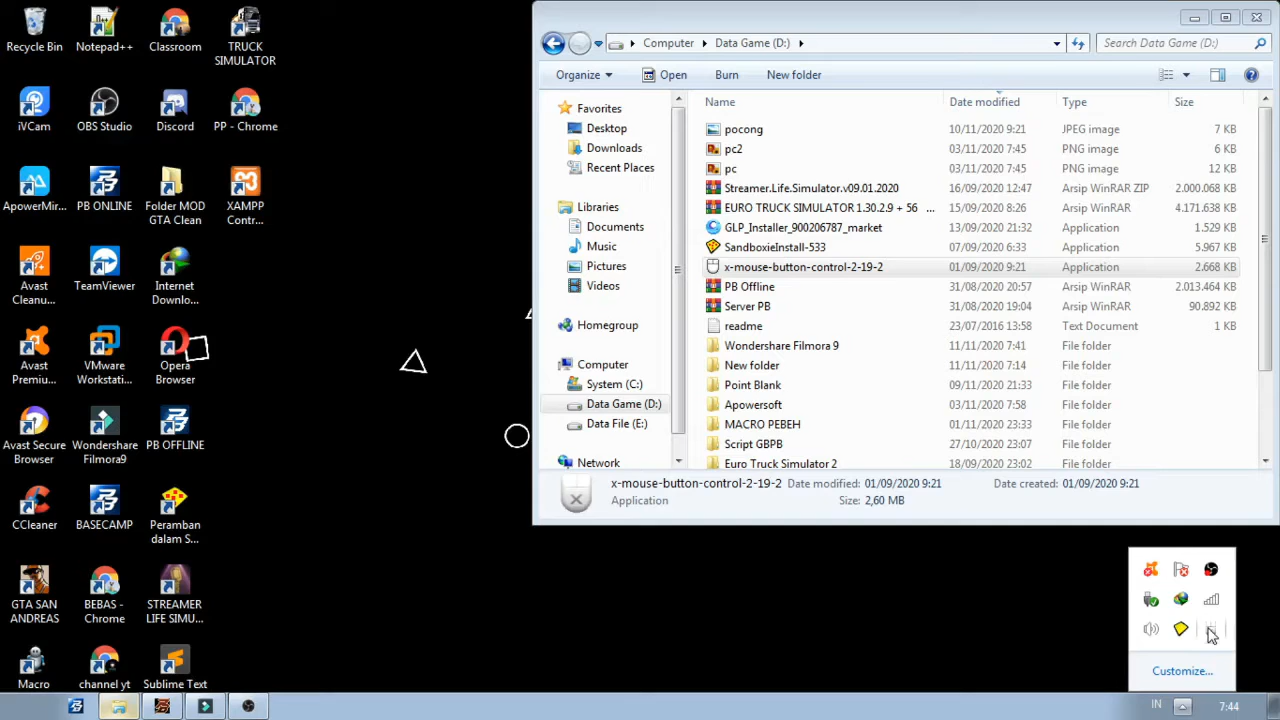 Recycle Bin
Notepad++
Classroom
TRUCK
SIMULATOR
iVCam
OBS Studio
Discord
PP - Chrome
ApowerMir...
PB ONLINE
Folder MOD
GTA Clean
XAMPP
Contr...
Avast
Cleanu...
TeamViewer
Internet
Downlo...
Avast
Premiu...
VMware
Workstati...
Opera
Browser
Avast Secure
Browser
Wondershare
Filmora9
PB OFFLINE
CCleaner
BASECAMP
Peramban
dalam S...
GTA SAN
ANDREAS
BEBAS -
Chrome
STREAMER
LIFE SIMU...
Macro
channel yt
Sublime Text
Computer
Data Game (D:)
Search Data Game (D:)
Organize
Open
Burn
New folder
Favorites
Desktop
Downloads
Recent Places
Libraries
Documents
Music
Pictures
Videos
Homegroup
Computer
System (C:)
Data Game (D:)
Data File (E:)
Network
Name Date modified Type Size
pocong 10/11/2020 9:21 JPEG image 7 KB
pc2 03/11/2020 7:45 PNG image 6 KB
pc 03/11/2020 7:45 PNG image 12 KB
Streamer.Life.Simulator.v09.01.2020 16/09/2020 12:47 Arsip WinRAR ZIP 2.000.068 KB
EURO TRUCK SIMULATOR 1.30.2.9 + 56 ... 15/09/2020 8:26 Arsip WinRAR 4.171.638 KB
GLP_Installer_900206787_market 13/09/2020 9:32 Application 1.529 KB
SandboxieInstall-533 07/09/2020 6:33 Application 5.967 KB
x-mouse-button-control-2-19-2 01/09/2020 9:21 Application 2.668 KB
PB Offline 31/08/2020 20:57 Arsip WinRAR 2.013.464 KB
Server PB 31/08/2020 19:04 Arsip WinRAR 90.892 KB
readme 23/07/2016 13:58 Text Document 1 KB
Wondershare Filmora 9 11/11/2020 7:41 File folder
New folder 11/11/2020 7:14 File folder
Point Blank 09/11/2020 21:33 File folder
Apowersoft 03/11/2020 7:58 File folder
MACRO PEBEH 01/11/2020 23:33 File folder
Script GBPB 27/10/2020 23:07 File folder
Euro Truck Simulator 2 18/09/2020 23:02 File folder
x-mouse-button-control-2-19-2 Date modified: 01/09/2020 9:21 Date created: 01/09/2020 9:21
Application Size: 2,60 MB
Customize...
IN
7:44